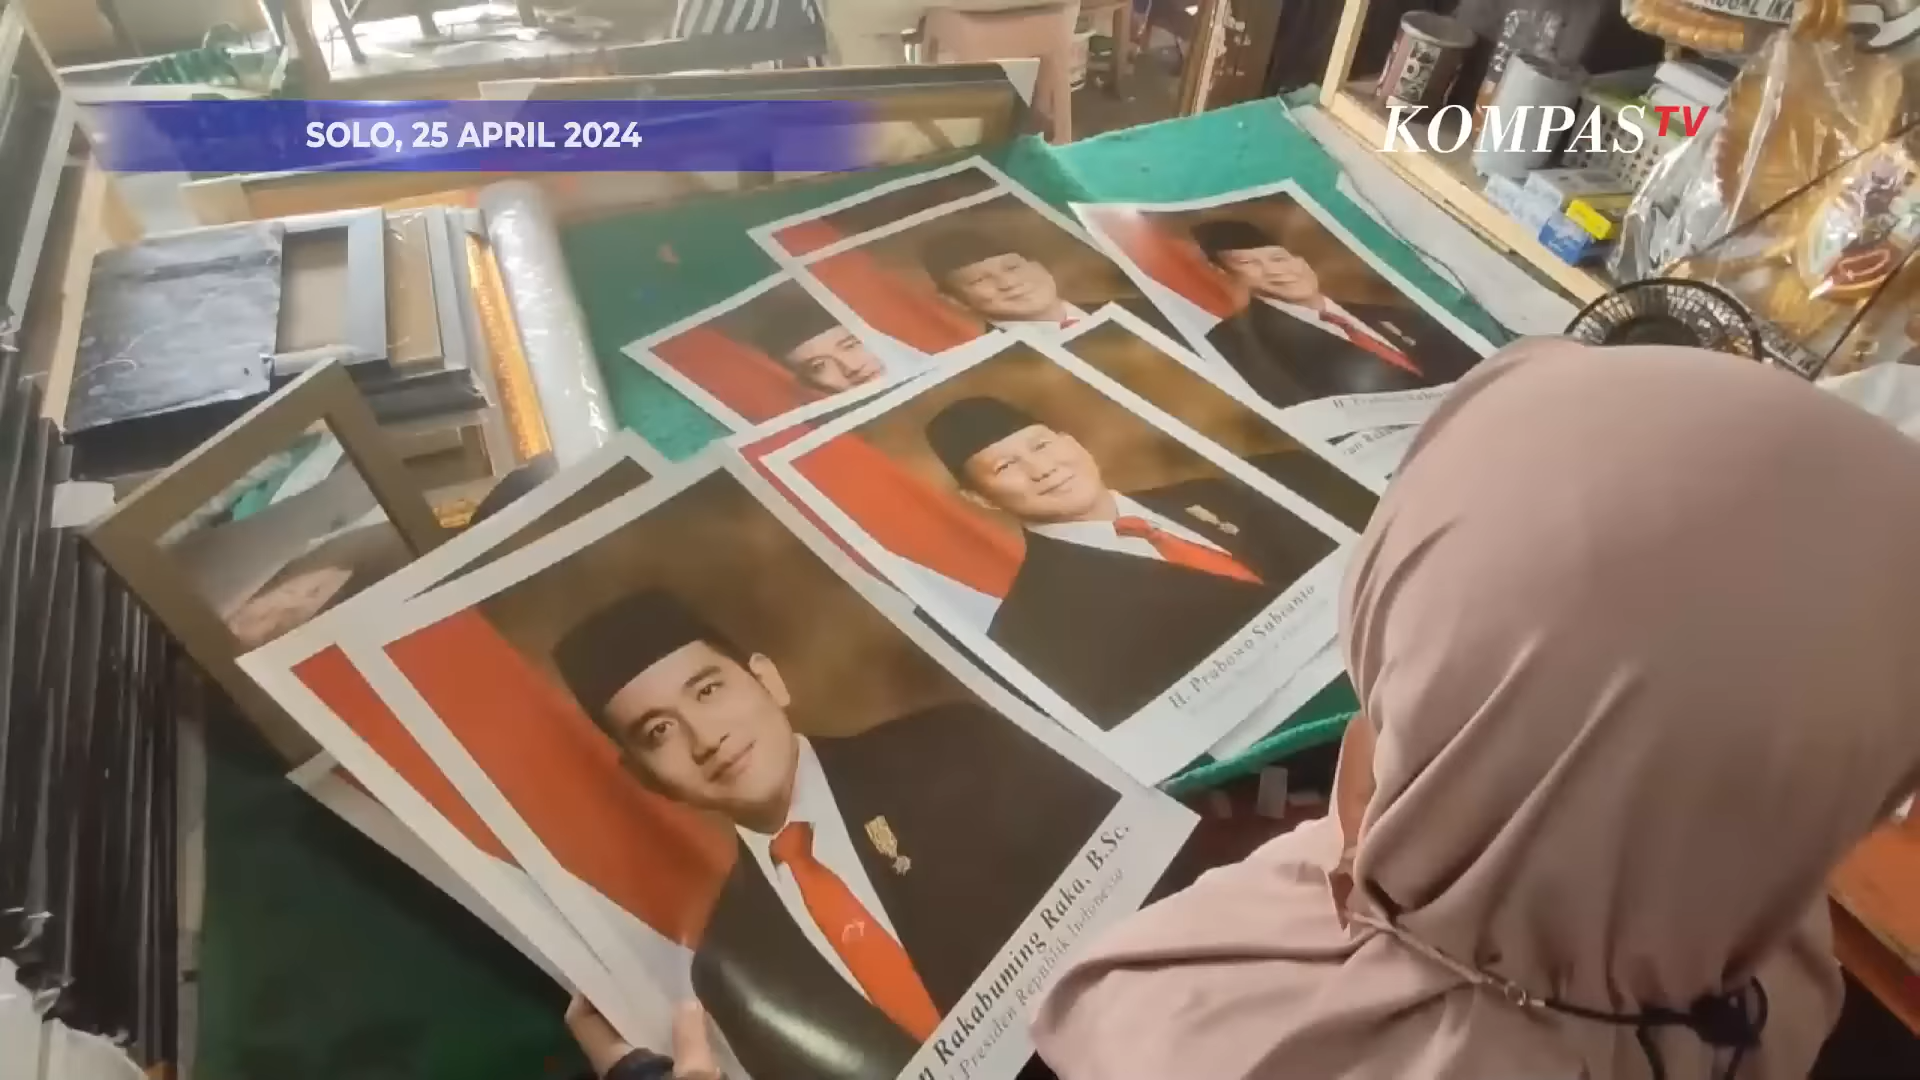 SOLO, 25 APRIL 2024
KOMPAS TV
H. Prabowo Subianto
Rakabuming Raka, B.Sc.
Presiden Republik Indonesia